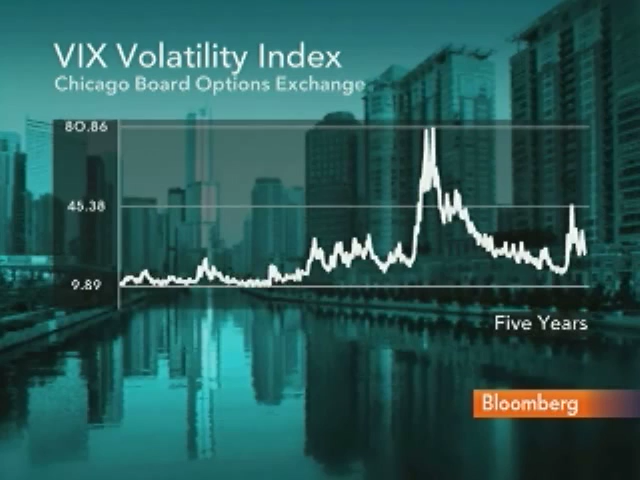 VIX Volatility Index
Chicago Board Options Exchange
80.86
45.38
9.89
Five Years
Bloomberg